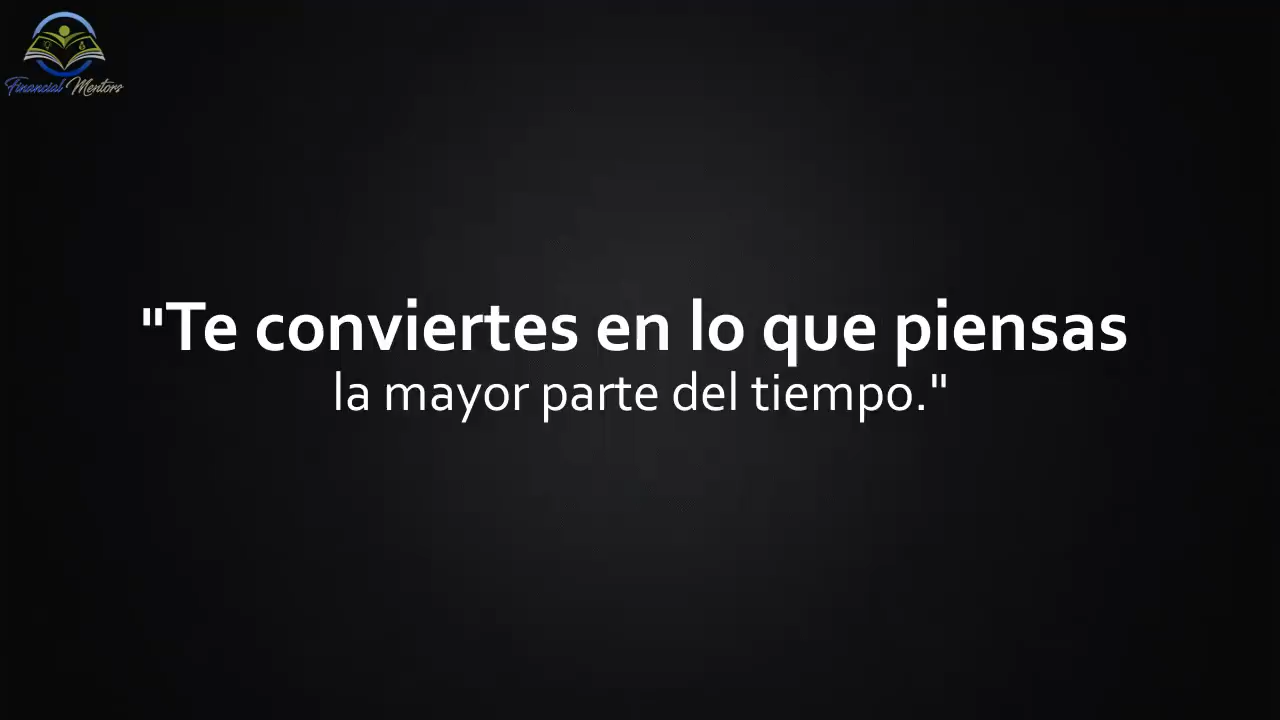 Financial Mentors
"Te conviertes en lo que piensas
la mayor parte del tiempo."